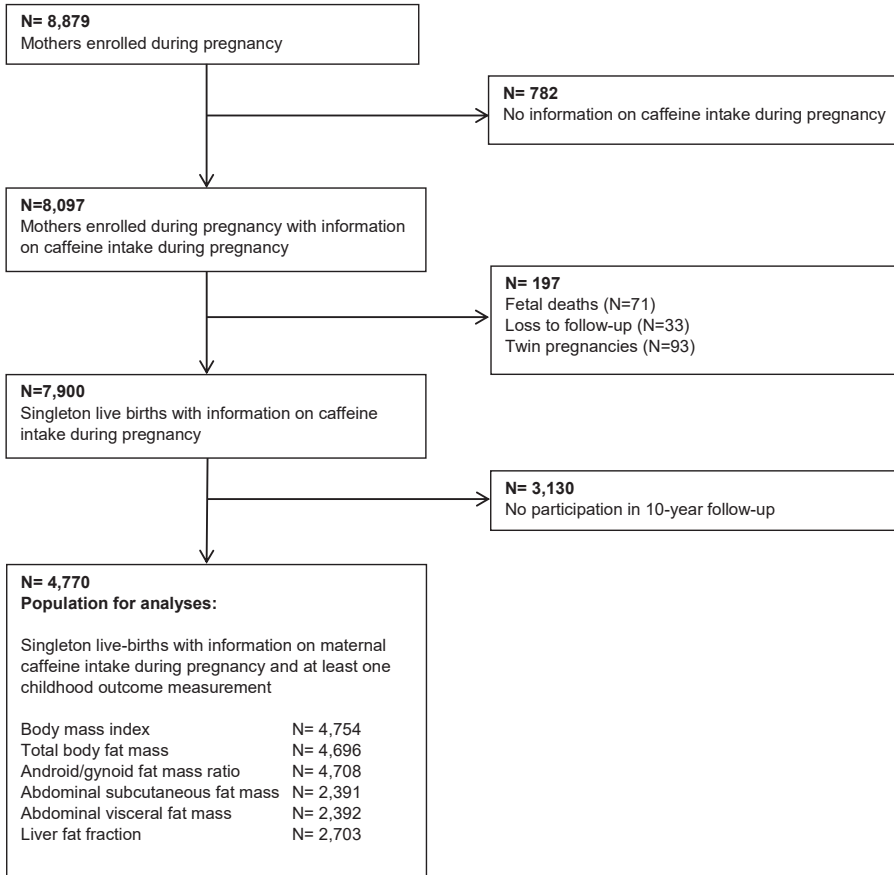 N= 8,879
Mothers enrolled during pregnancy
N= 782
No information on caffeine intake during pregnancy
N=8,097
Mothers enrolled during pregnancy with information
on caffeine intake during pregnancy
N= 197
Fetal deaths (N=71)
Loss to follow-up (N=33)
Twin pregnancies (N=93)
N=7,900
Singleton live births with information on caffeine
intake during pregnancy
N= 3,130
No participation in 10-year follow-up
N= 4,770
Population for analyses:
Singleton live-births with information on maternal
caffeine intake during pregnancy and at least one
childhood outcome measurement
Body mass index N= 4,754
Total body fat mass N= 4,696
Android/gynoid fat mass ratio N= 4,708
Abdominal subcutaneous fat mass N= 2,391
Abdominal visceral fat mass N= 2,392
Liver fat fraction N= 2,703